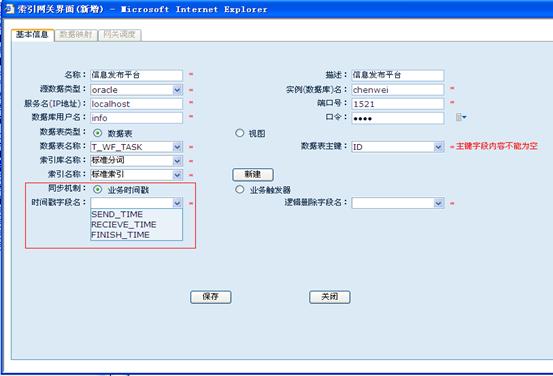 索引网关界面(新增) - Microsoft Internet Explorer
基本信息 数据映射 网关调度
名称： 信息发布平台 * 描述： 信息发布平台
源数据类型： oracle * 实例(数据库)名： chenwei *
服务名(IP地址)： localhost * 端口号： 1521 *
数据库用户名： info * 口令： ••••
数据表类型： 数据表 视图
数据表名称： T_WF_TASK * 数据表主键： ID *主键字段内容不能为空
索引库名称： 标准分词 *
索引名称： 标准索引 * 新建
同步机制： 业务时间戳 业务触发器
时间戳字段名： * 逻辑删除字段名： *
SEND_TIME
RECIEVE_TIME
FINISH_TIME
保存 关闭